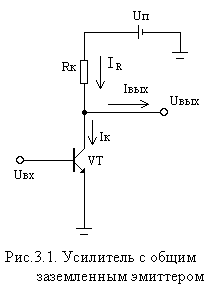 Uп
Rк
IR
Iвых
Uвых
Iк
VT
Uвх
Рис.3.1. Усилитель с общим
заземленным эмиттером